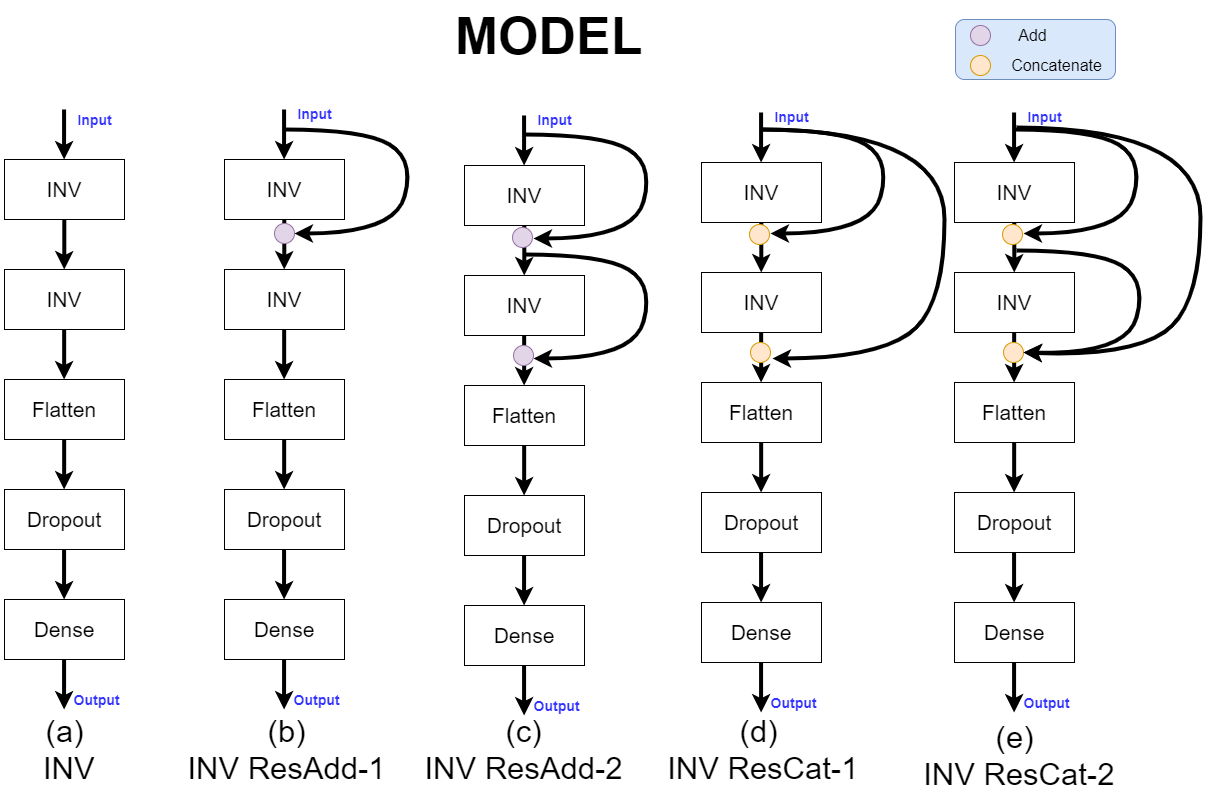 MODEL
Add
Concatenate
Input
INV
INV
Flatten
Dropout
Dense
Output
(a)
INV
Input
INV
INV
Flatten
Dropout
Dense
Output
(b)
INV ResAdd-1
Input
INV
INV
Flatten
Dropout
Dense
Output
(c)
INV ResAdd-2
Input
INV
INV
Flatten
Dropout
Dense
Output
(d)
INV ResCat-1
Input
INV
INV
Flatten
Dropout
Dense
Output
(e)
INV ResCat-2